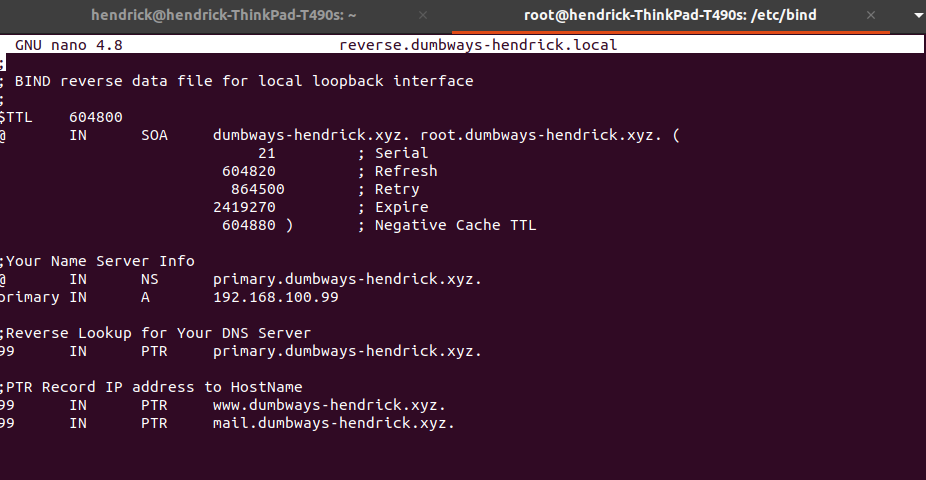 hendrick@hendrick-ThinkPad-T490s: ~ × root@hendrick-ThinkPad-T490s: /etc/bind ×
GNU nano 4.8 reverse.dumbways-hendrick.local
;
; BIND reverse data file for local loopback interface
;
$TTL 604800
@ IN SOA dumbways-hendrick.xyz. root.dumbways-hendrick.xyz. (
21 ; Serial
604820 ; Refresh
864500 ; Retry
2419270 ; Expire
604880 ) ; Negative Cache TTL
;Your Name Server Info
@ IN NS primary.dumbways-hendrick.xyz.
primary IN A 192.168.100.99
;Reverse Lookup for Your DNS Server
99 IN PTR primary.dumbways-hendrick.xyz.
;PTR Record IP address to HostName
99 IN PTR www.dumbways-hendrick.xyz.
99 IN PTR mail.dumbways-hendrick.xyz.